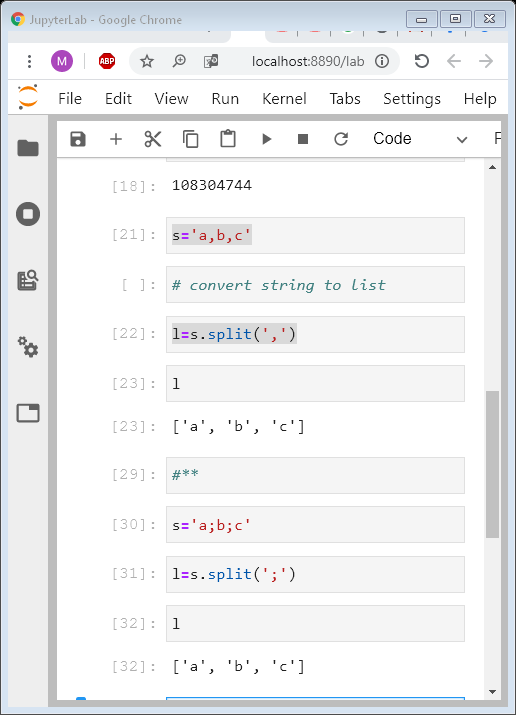 JupyterLab - Google Chrome
M ABP localhost:8890/lab
File Edit View Run Kernel Tabs Settings Help
Code
[18]: 108304744
[21]: s='a,b,c'
[ ]: # convert string to list
[22]: l=s.split(',')
[23]: l
[23]: ['a', 'b', 'c']
[29]: #**
[30]: s='a;b;c'
[31]: l=s.split(';')
[32]: l
[32]: ['a', 'b', 'c']